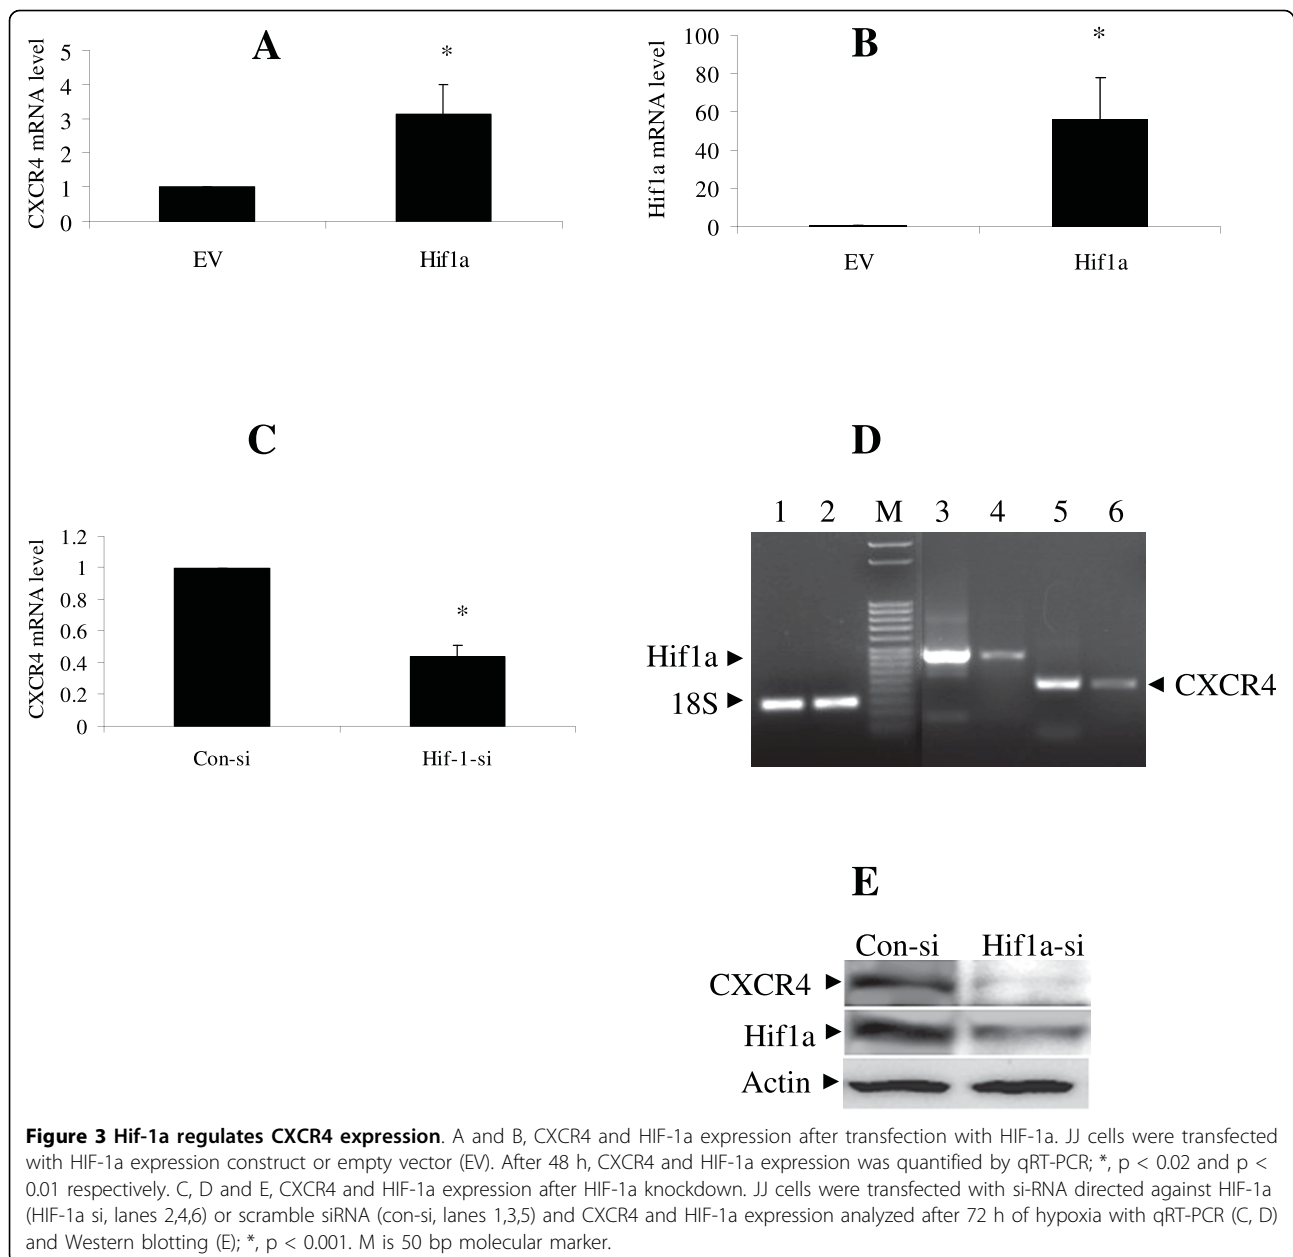 A
CXCR4 mRNA level
5
4
3
2
1
0
*
EV
Hif1a
B
Hif1a mRNA level
100
80
60
40
20
0
*
EV
Hif1a
C
CXCR4 mRNA level
1.2
1
0.8
0.6
0.4
0.2
0
*
Con-si
Hif-1-si
D
1 2 M 3 4 5 6
Hif1a
18S
CXCR4
E
Con-si Hif1a-si
CXCR4
Hif1a
Actin
Figure 3 Hif-1a regulates CXCR4 expression. A and B, CXCR4 and HIF-1a expression after transfection with HIF-1a. JJ cells were transfected
with HIF-1a expression construct or empty vector (EV). After 48 h, CXCR4 and HIF-1a expression was quantified by qRT-PCR; *, p < 0.02 and p <
0.01 respectively. C, D and E, CXCR4 and HIF-1a expression after HIF-1a knockdown. JJ cells were transfected with si-RNA directed against HIF-1a
(HIF-1a si, lanes 2,4,6) or scramble siRNA (con-si, lanes 1,3,5) and CXCR4 and HIF-1a expression analyzed after 72 h of hypoxia with qRT-PCR (C, D)
and Western blotting (E); *, p < 0.001. M is 50 bp molecular marker.